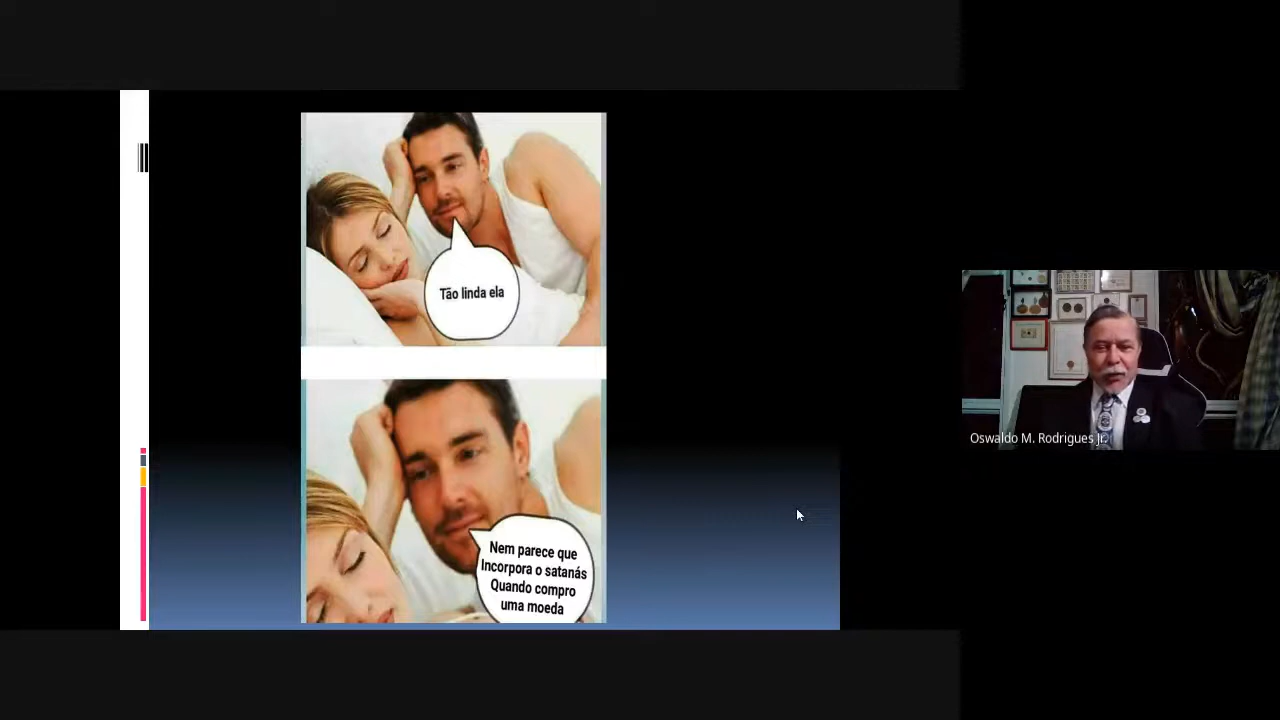 Tão linda ela
Nem parece que
Incorpora o satanás
Quando compro
uma moeda
Oswaldo M. Rodrigues Jr.